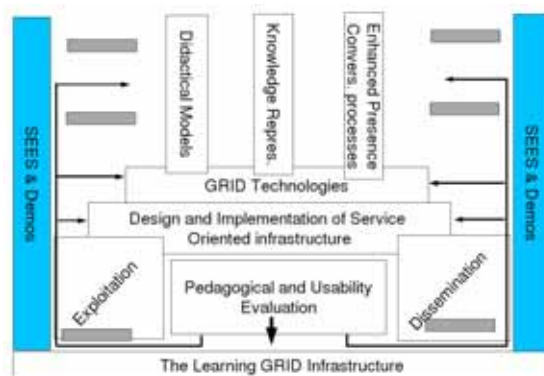 SEES & Demos
Didactical Models
Knowledge Repres.
Enhanced Presence
Convers. processes
SEES & Demos
GRID Technologies
Design and Implementation of Service
Oriented infrastructure
Exploitation
Pedagogical and Usability
Evaluation
Dissemination
The Learning GRID Infrastructure